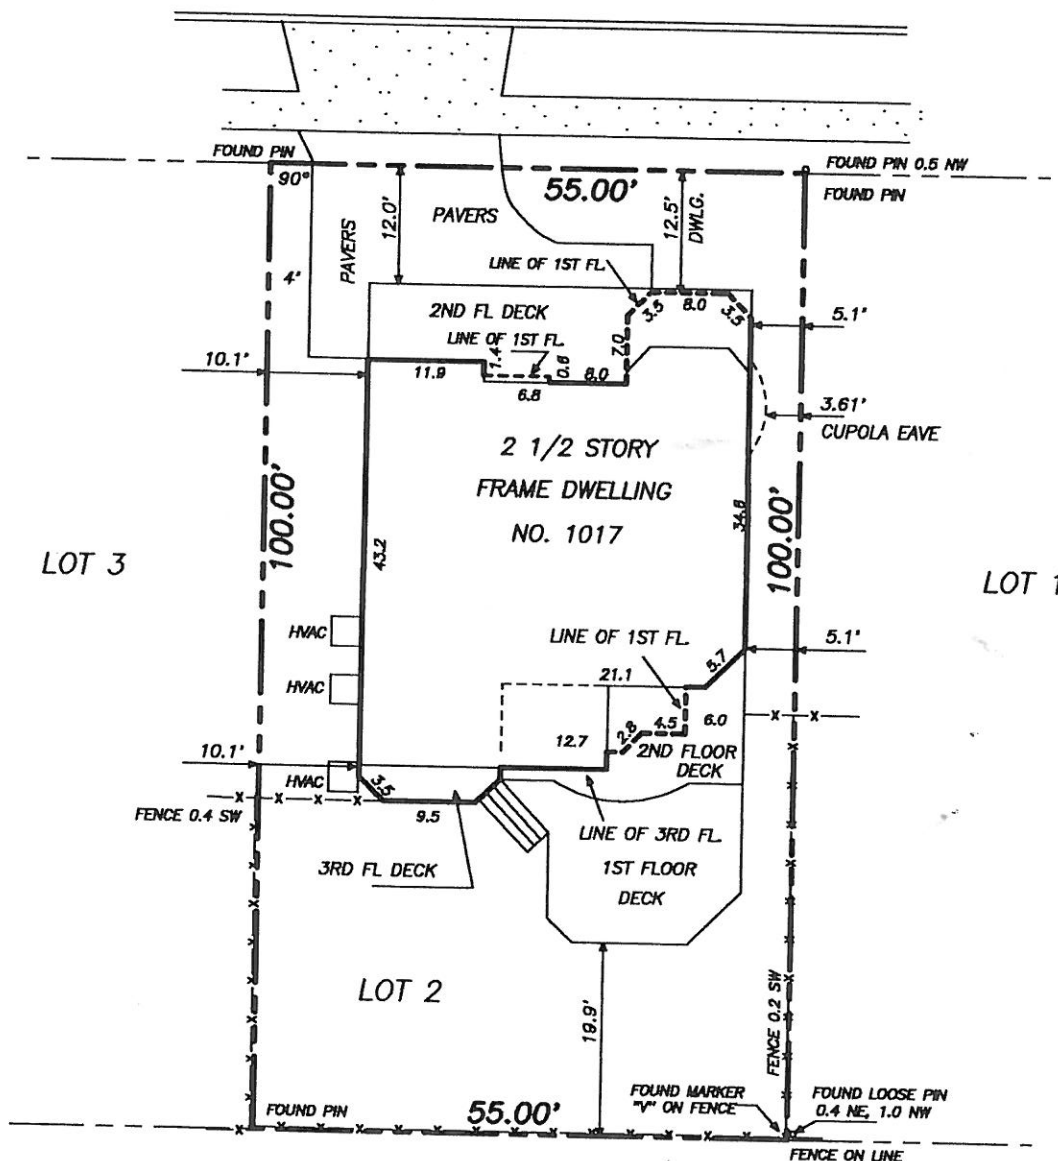 FOUND PIN
FOUND PIN 0.5 NW
90°
55.00'
FOUND PIN
12.0'
PAVERS
12.5'
DWLG.
PAVERS
LINE OF 1ST FL.
4'
3.5
8.0
3.5
5.1'
2ND FL DECK
LINE OF 1ST FL.
7.0
10.1'
11.9
1.4
0.6
8.0
6.8
3.61'
CUPOLA EAVE
2 1/2 STORY
FRAME DWELLING
NO. 1017
100.00'
34.6
100.00'
43.2
LOT 3
LOT 1
HVAC
LINE OF 1ST FL.
5.1'
5.7
21.1
HVAC
6.0
4.5
2.8
12.7
2ND FLOOR
DECK
10.1'
HVAC
3.5
9.5
FENCE 0.4 SW
LINE OF 3RD FL.
3RD FL DECK
1ST FLOOR
DECK
LOT 2
19.9'
FENCE 0.2 SW
FOUND MARKER
"V" ON FENCE
FOUND LOOSE PIN
0.4 NE, 1.0 NW
FOUND PIN
55.00'
FENCE ON LINE